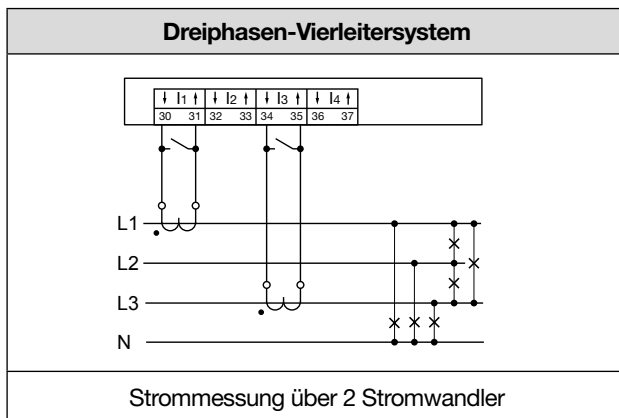 Dreiphasen-Vierleitersystem
I1 I2 I3 I4
30 31 32 33 34 35 36 37
L1
L2
L3
N
Strommessung über 2 Stromwandler